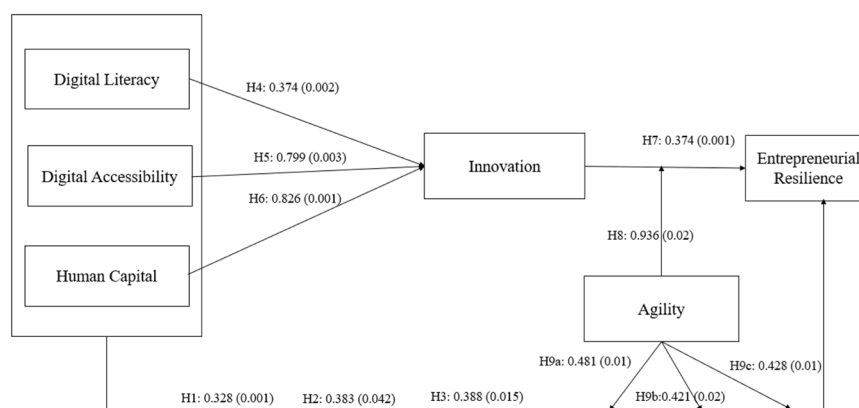 Digital Literacy
H4: 0.374 (0.002)
H7: 0.374 (0.001)
H5: 0.799 (0.003)
Digital Accessibility
Innovation
Entrepreneurial
Resilience
H6: 0.826 (0.001)
H8: 0.936 (0.02)
Human Capital
Agility
H9a: 0.481 (0.01)
H9c: 0.428 (0.01)
H1: 0.328 (0.001)
H2: 0.383 (0.042)
H3: 0.388 (0.015)
H9b:0.421 (0.02)